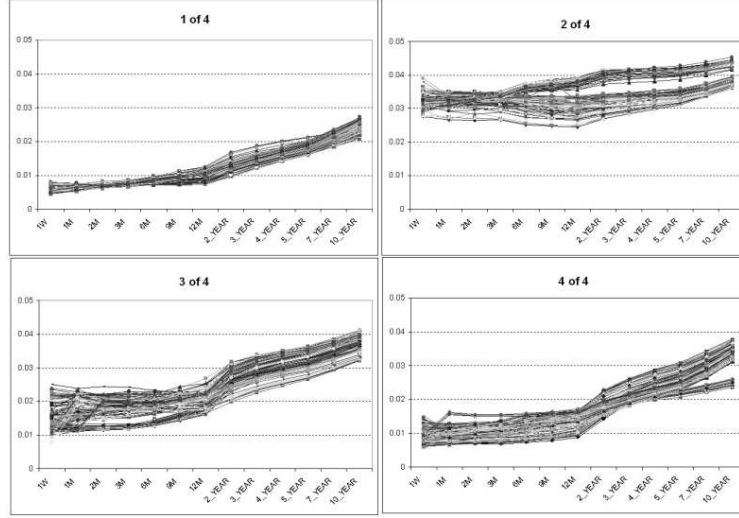 1 of 4
0.05
0.04
0.03
0.02
0.01
0
1W
1M
2M
3M
6M
9M
12M
2_YEAR
3_YEAR
4_YEAR
5_YEAR
7_YEAR
10_YEAR
2 of 4
0.05
0.04
0.03
0.02
0.01
0
1W
1M
2M
3M
6M
9M
12M
2_YEAR
3_YEAR
4_YEAR
5_YEAR
7_YEAR
10_YEAR
3 of 4
0.05
0.04
0.03
0.02
0.01
0
1W
1M
2M
3M
6M
9M
12M
2_YEAR
3_YEAR
4_YEAR
5_YEAR
7_YEAR
10_YEAR
4 of 4
0.05
0.04
0.03
0.02
0.01
0
1W
1M
2M
3M
6M
9M
12M
2_YEAR
3_YEAR
4_YEAR
5_YEAR
7_YEAR
10_YEAR